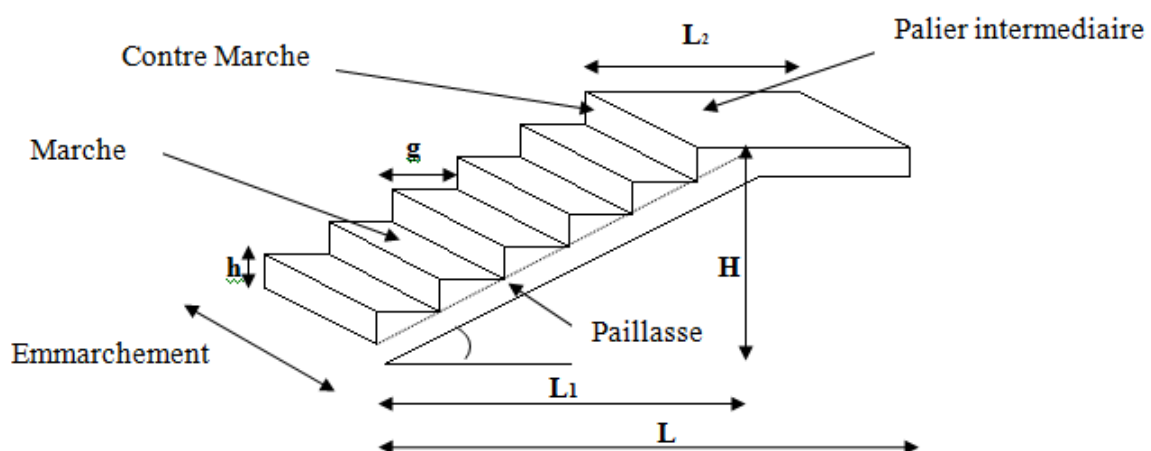 L₂
Palier intermediaire
Contre Marche
Marche
g
h
H
Paillasse
Emmarchement
L1
L